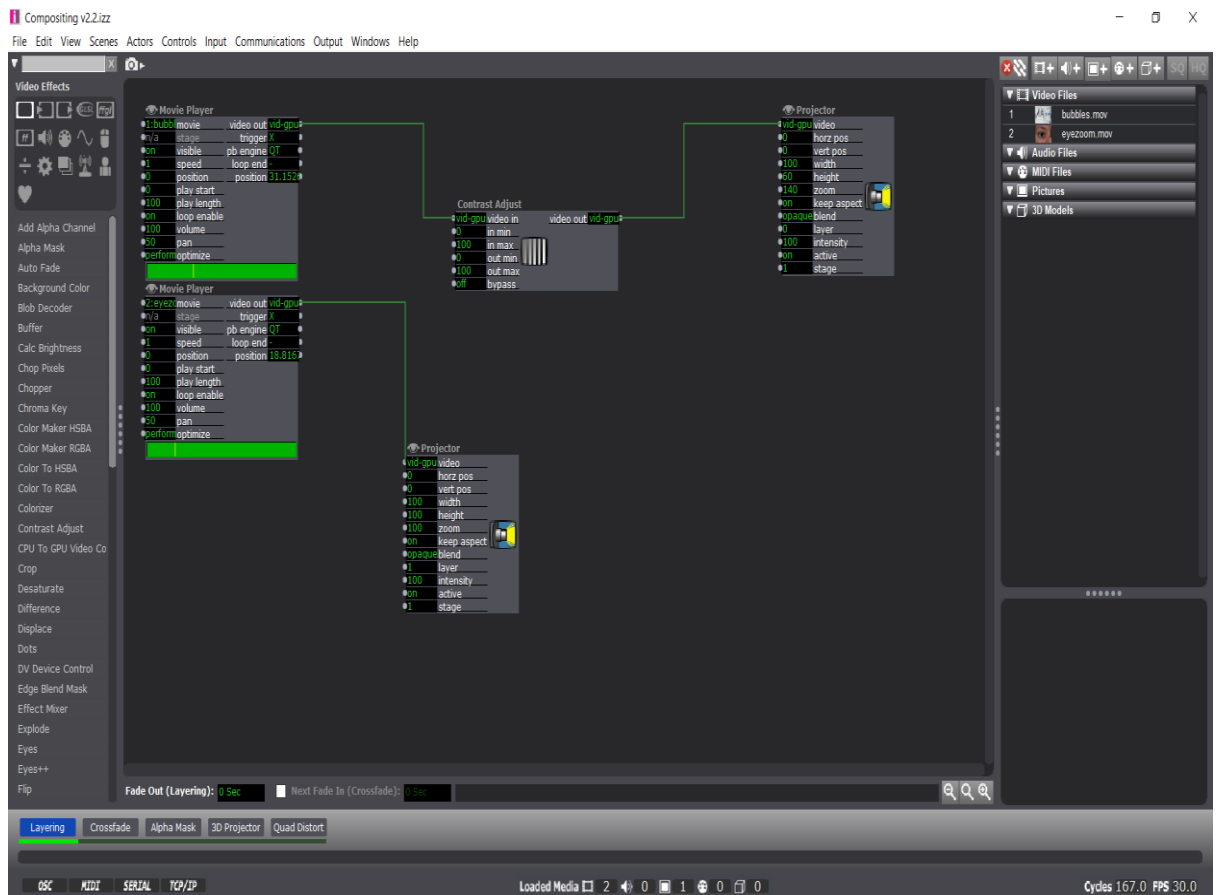 Compositing v2.2.izz
File Edit View Scenes Actors Controls Input Communications Output Windows Help
Video Effects
Add Alpha Channel
Alpha Mask
Auto Fade
Background Color
Blob Decoder
Buffer
Calc Brightness
Chop Pixels
Chopper
Chroma Key
Color Maker HSBA
Color Maker RGBA
Color To HSBA
Color To RGBA
Colorizer
Contrast Adjust
CPU To GPU Video Co
Crop
Desaturate
Difference
Displace
Dots
DV Device Control
Edge Blend Mask
Effect Mixer
Explode
Eyes
Eyes++
Flip
Movie Player
1:bubbl movie video out vid-gpu
n/a stage trigger X
on visible pb engine QT
1 speed loop end -
0 position position 31.152
0 play start
100 play length
on loop enable
100 volume
50 pan
perform optimize
Movie Player
2:eyezo movie video out vid-gpu
n/a stage trigger X
on visible pb engine QT
1 speed loop end -
0 position position 18.816
0 play start
100 play length
on loop enable
100 volume
50 pan
perform optimize
Contrast Adjust
vid-gpu video in video out vid-gpu
0 in min
100 in max
0 out min
100 out max
off bypass
Projector
vid-gpu video
0 horz pos
0 vert pos
100 width
100 height
100 zoom
on keep aspect
opaque blend
1 layer
100 intensity
on active
1 stage
Projector
vid-gpu video
0 horz pos
0 vert pos
100 width
60 height
140 zoom
on keep aspect
opaque blend
0 layer
100 intensity
on active
1 stage
SQ HQ
Video Files
1 bubbles.mov
2 eyezoom.mov
Audio Files
MIDI Files
Pictures
3D Models
Fade Out (Layering): 0 Sec Next Fade In (Crossfade): 0 Sec
Layering Crossfade Alpha Mask 3D Projector Quad Distort
OSC MIDI SERIAL TCP/IP Loaded Media 2 0 1 0 0 Cycles 167.0 FPS 30.0